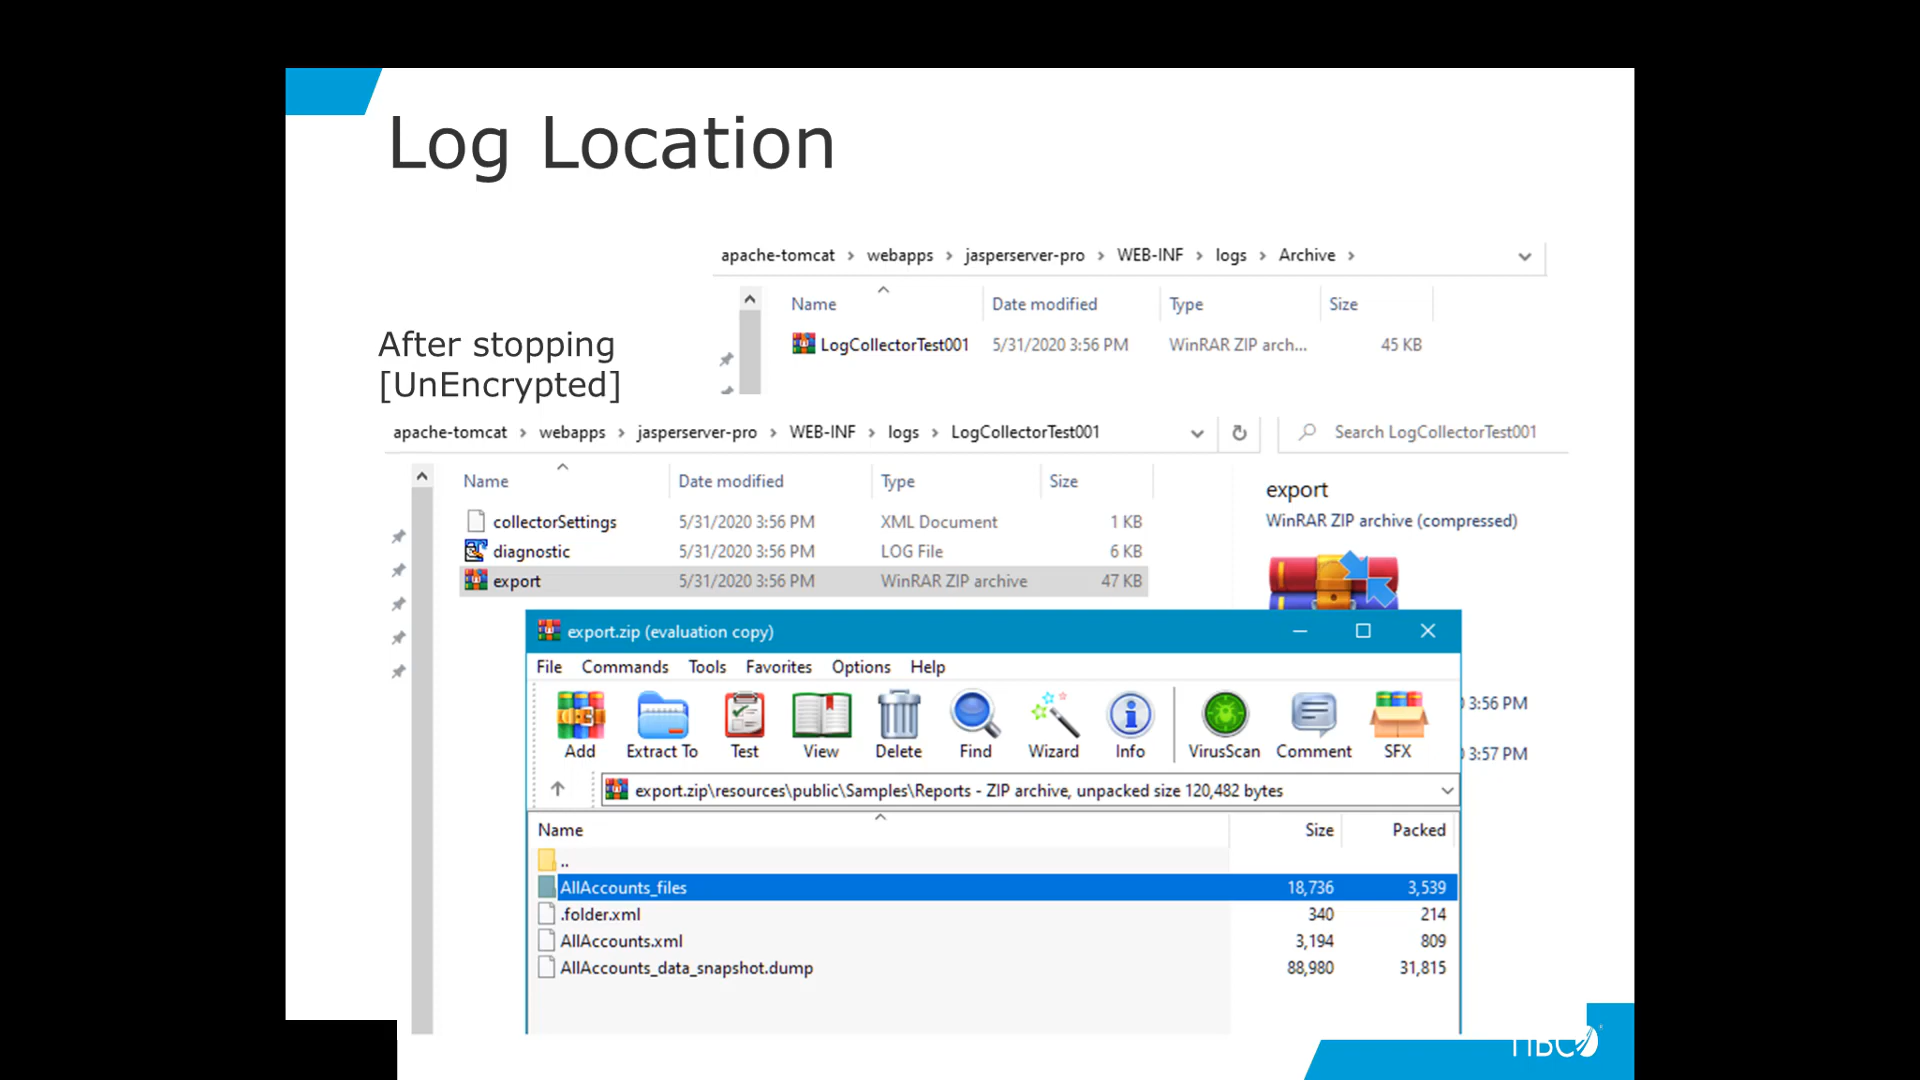 Log Location
apache-tomcat > webapps > jasperserver-pro > WEB-INF > logs > Archive >
Name Date modified Type Size
LogCollectorTest001 5/31/2020 3:56 PM WinRAR ZIP arch... 45 KB
After stopping
[UnEncrypted]
apache-tomcat > webapps > jasperserver-pro > WEB-INF > logs > LogCollectorTest001 Search LogCollectorTest001
Name Date modified Type Size
collectorSettings 5/31/2020 3:56 PM XML Document 1 KB
diagnostic 5/31/2020 3:56 PM LOG File 6 KB
export 5/31/2020 3:56 PM WinRAR ZIP archive 47 KB
export
WinRAR ZIP archive (compressed)
export.zip (evaluation copy)
File Commands Tools Favorites Options Help
Add Extract To Test View Delete Find Wizard Info VirusScan Comment SFX
3:56 PM
3:57 PM
export.zip\resources\public\Samples\Reports - ZIP archive, unpacked size 120,482 bytes
Name Size Packed
..
AllAccounts_files 18,736 3,539
.folder.xml 340 214
AllAccounts.xml 3,194 809
AllAccounts_data_snapshot.dump 88,980 31,815
TIBCO